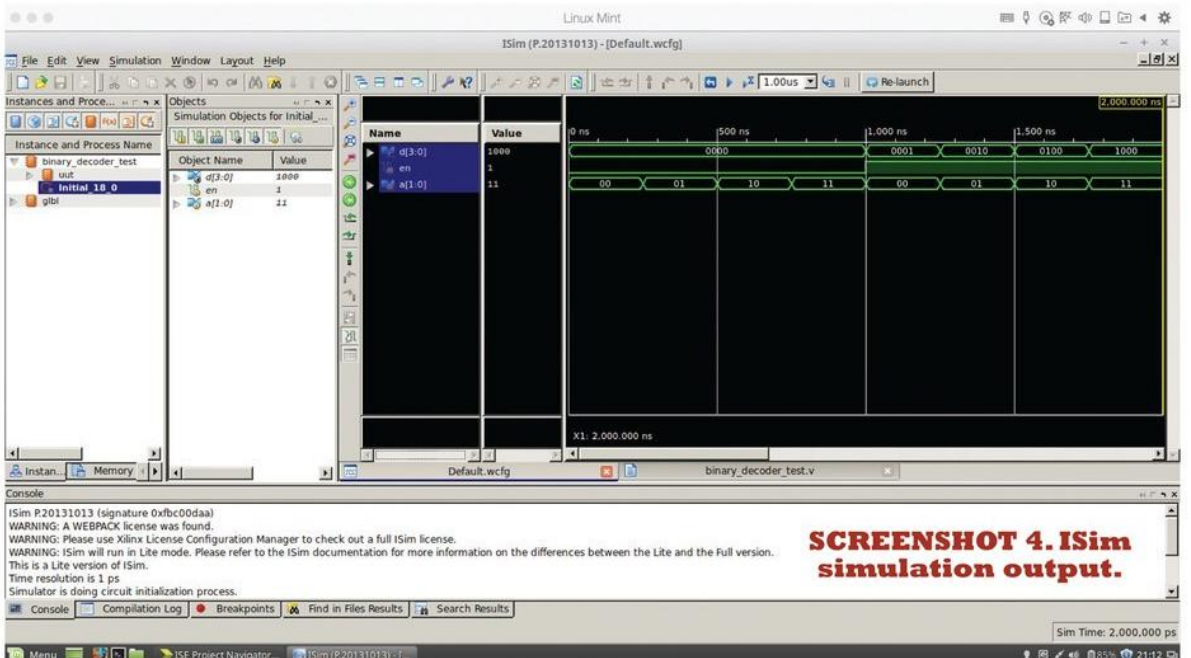 Linux Mint
ISim (P.20131013) - [Default.wcfg]
File Edit View Simulation Window Layout Help
1.00us
Re-launch
Instances and Proce...
Instance and Process Name
binary_decoder_test
uut
Initial_18_0
glbl
Instan...
Memory
Objects
Simulation Objects for Initial_...
Object Name Value
d[3:0] 1000
en 1
a[1:0] 11
Name Value
d[3:0] 1000
en 1
a[1:0] 11
2,000.000 ns
0 ns 500 ns 1,000 ns 1,500 ns
0000 0001 0010 0100 1000
00 01 10 11 00 01 10 11
X1: 2,000.000 ns
Default.wcfg
binary_decoder_test.v
Console
ISim P.20131013 (signature 0xfbc00daa)
WARNING: A WEBPACK license was found.
WARNING: Please use Xilinx License Configuration Manager to check out a full ISim license.
WARNING: ISim will run in Lite mode. Please refer to the ISim documentation for more information on the differences between the Lite and the Full version.
This is a Lite version of ISim.
Time resolution is 1 ps
Simulator is doing circuit initialization process.
SCREENSHOT 4. ISim
simulation output.
Console Compilation Log Breakpoints Find in Files Results Search Results
Sim Time: 2,000,000 ps
Menu
ISE Project Navigator...
ISim (P.20131013) - [
85% 21:12